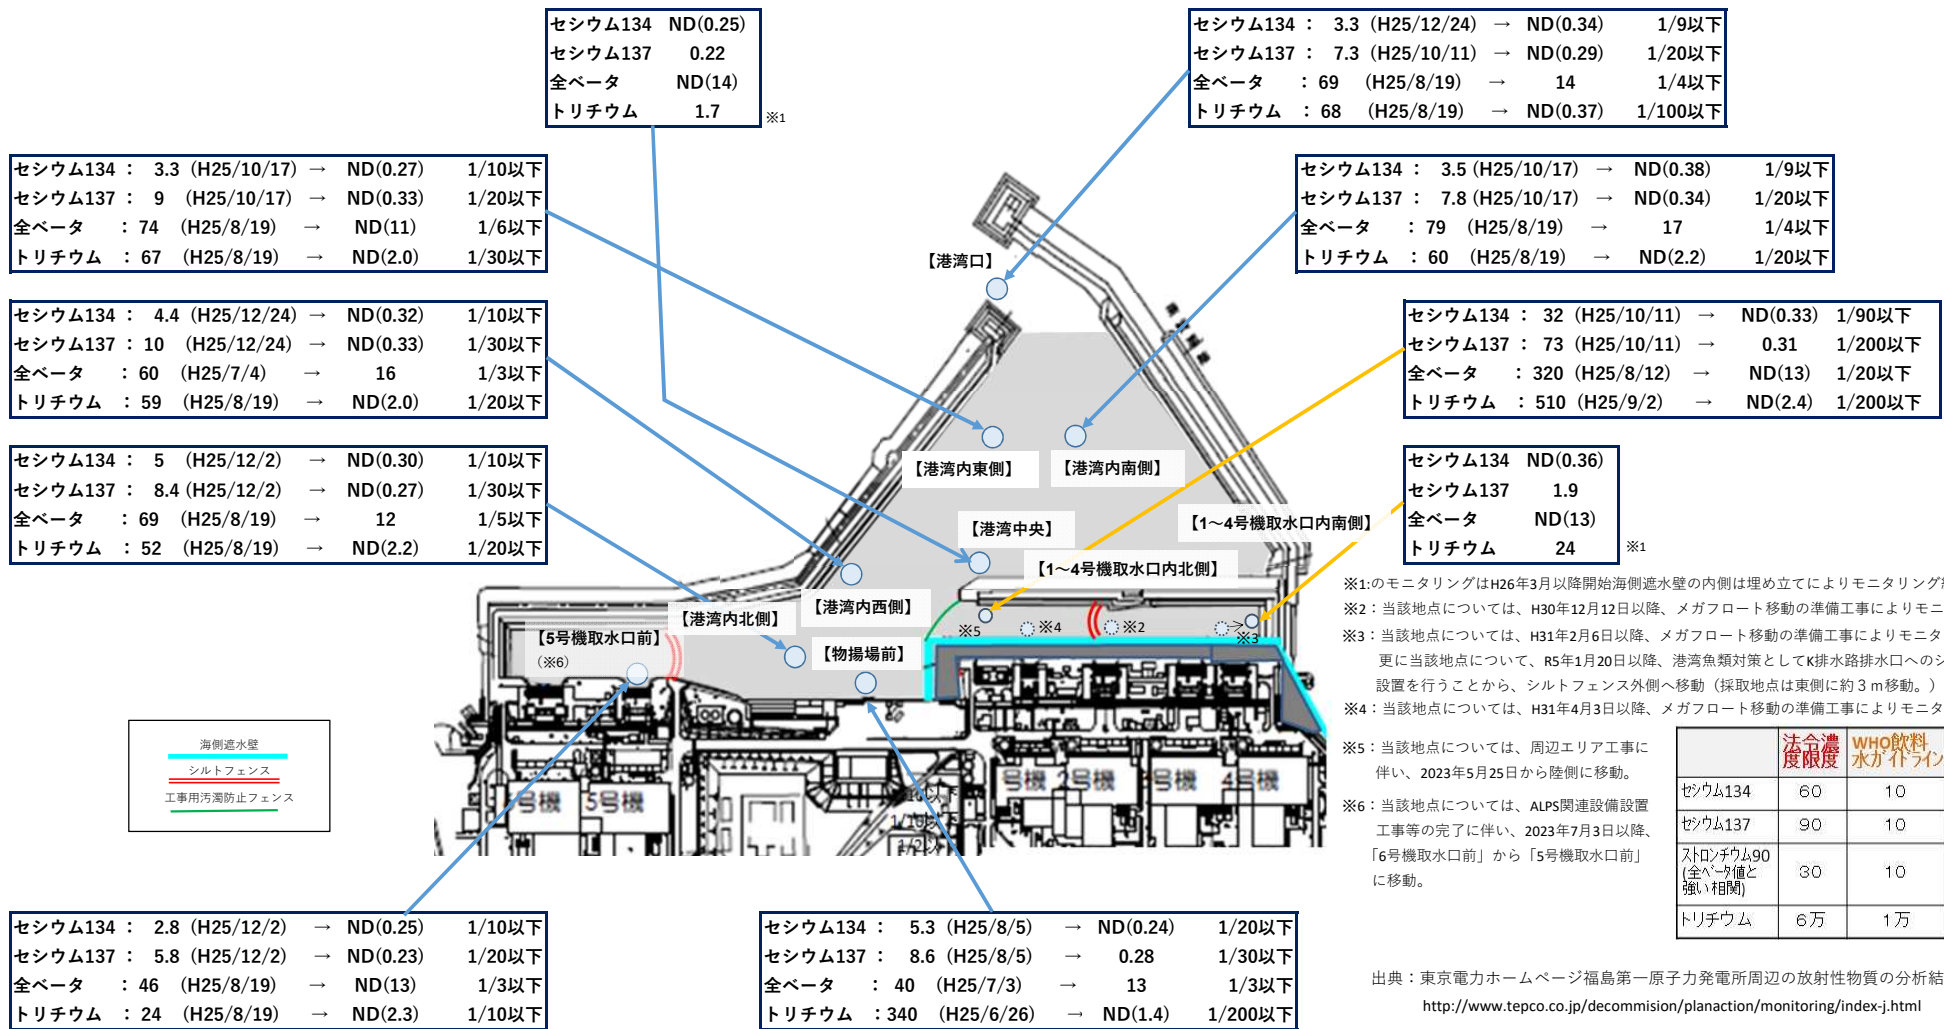 セシウム134 ND(0.25)
セシウム137 0.22
全ベータ ND(14)
トリチウム 1.7
※1
セシウム134 : 3.3 (H25/12/24) → ND(0.34) 1/9以下
セシウム137 : 7.3 (H25/10/11) → ND(0.29) 1/20以下
全ベータ : 69 (H25/8/19) → 14 1/4以下
トリチウム : 68 (H25/8/19) → ND(0.37) 1/100以下
セシウム134 : 3.3 (H25/10/17) → ND(0.27) 1/10以下
セシウム137 : 9 (H25/10/17) → ND(0.33) 1/20以下
全ベータ : 74 (H25/8/19) → ND(11) 1/6以下
トリチウム : 67 (H25/8/19) → ND(2.0) 1/30以下
セシウム134 : 3.5 (H25/10/17) → ND(0.38) 1/9以下
セシウム137 : 7.8 (H25/10/17) → ND(0.34) 1/20以下
全ベータ : 79 (H25/8/19) → 17 1/4以下
トリチウム : 60 (H25/8/19) → ND(2.2) 1/20以下
セシウム134 : 4.4 (H25/12/24) → ND(0.32) 1/10以下
セシウム137 : 10 (H25/12/24) → ND(0.33) 1/30以下
全ベータ : 60 (H25/7/4) → 16 1/3以下
トリチウム : 59 (H25/8/19) → ND(2.0) 1/20以下
セシウム134 : 32 (H25/10/11) → ND(0.33) 1/90以下
セシウム137 : 73 (H25/10/11) → 0.31 1/200以下
全ベータ : 320 (H25/8/12) → ND(13) 1/20以下
トリチウム : 510 (H25/9/2) → ND(2.4) 1/200以下
セシウム134 : 5 (H25/12/2) → ND(0.30) 1/10以下
セシウム137 : 8.4 (H25/12/2) → ND(0.27) 1/30以下
全ベータ : 69 (H25/8/19) → 12 1/5以下
トリチウム : 52 (H25/8/19) → ND(2.2) 1/20以下
セシウム134 ND(0.36)
セシウム137 1.9
全ベータ ND(13)
トリチウム 24
※1
【港湾口】
【港湾内東側】
【港湾内南側】
【港湾中央】
【1～4号機取水口内南側】
【1～4号機取水口内北側】
【港湾内西側】
【港湾内北側】
【5号機取水口前】
(※6)
【物揚場前】
※5
※4
※2
※3
海側遮水壁
シルトフェンス
工事用汚濁防止フェンス
号機 5号機
号機 2号機 3号機 4号機
※1:のモニタリングはH26年3月以降開始海側遮水壁の内側は埋め立てによりモニタリング
※2：当該地点については、H30年12月12日以降、メガフロート移動の準備工事によりモニ
※3：当該地点については、H31年2月6日以降、メガフロート移動の準備工事によりモニタ
更に当該地点について、R5年1月20日以降、港湾魚類対策としてK排水路排水口へのシ
設置を行うことから、シルトフェンス外側へ移動（採取地点は東側に約３ｍ移動。）
※4：当該地点については、H31年4月3日以降、メガフロート移動の準備工事によりモニタ
※5：当該地点については、周辺エリア工事に
伴い、2023年5月25日から陸側に移動。
※6：当該地点については、ALPS関連設備設置
工事等の完了に伴い、2023年7月3日以降、
「6号機取水口前」から「5号機取水口前」
に移動。
法令濃度限度 WHO飲料水ガイドライン
セシウム134 60 10
セシウム137 90 10
ストロンチウム90(全ベータ値と強い相関) 30 10
トリチウム 6万 1万
セシウム134 : 2.8 (H25/12/2) → ND(0.25) 1/10以下
セシウム137 : 5.8 (H25/12/2) → ND(0.23) 1/20以下
全ベータ : 46 (H25/8/19) → ND(13) 1/3以下
トリチウム : 24 (H25/8/19) → ND(2.3) 1/10以下
セシウム134 : 5.3 (H25/8/5) → ND(0.24) 1/20以下
セシウム137 : 8.6 (H25/8/5) → 0.28 1/30以下
全ベータ : 40 (H25/7/3) → 13 1/3以下
トリチウム : 340 (H25/6/26) → ND(1.4) 1/200以下
出典：東京電力ホームページ福島第一原子力発電所周辺の放射性物質の分析結
http://www.tepco.co.jp/decommision/planaction/monitoring/index-j.html